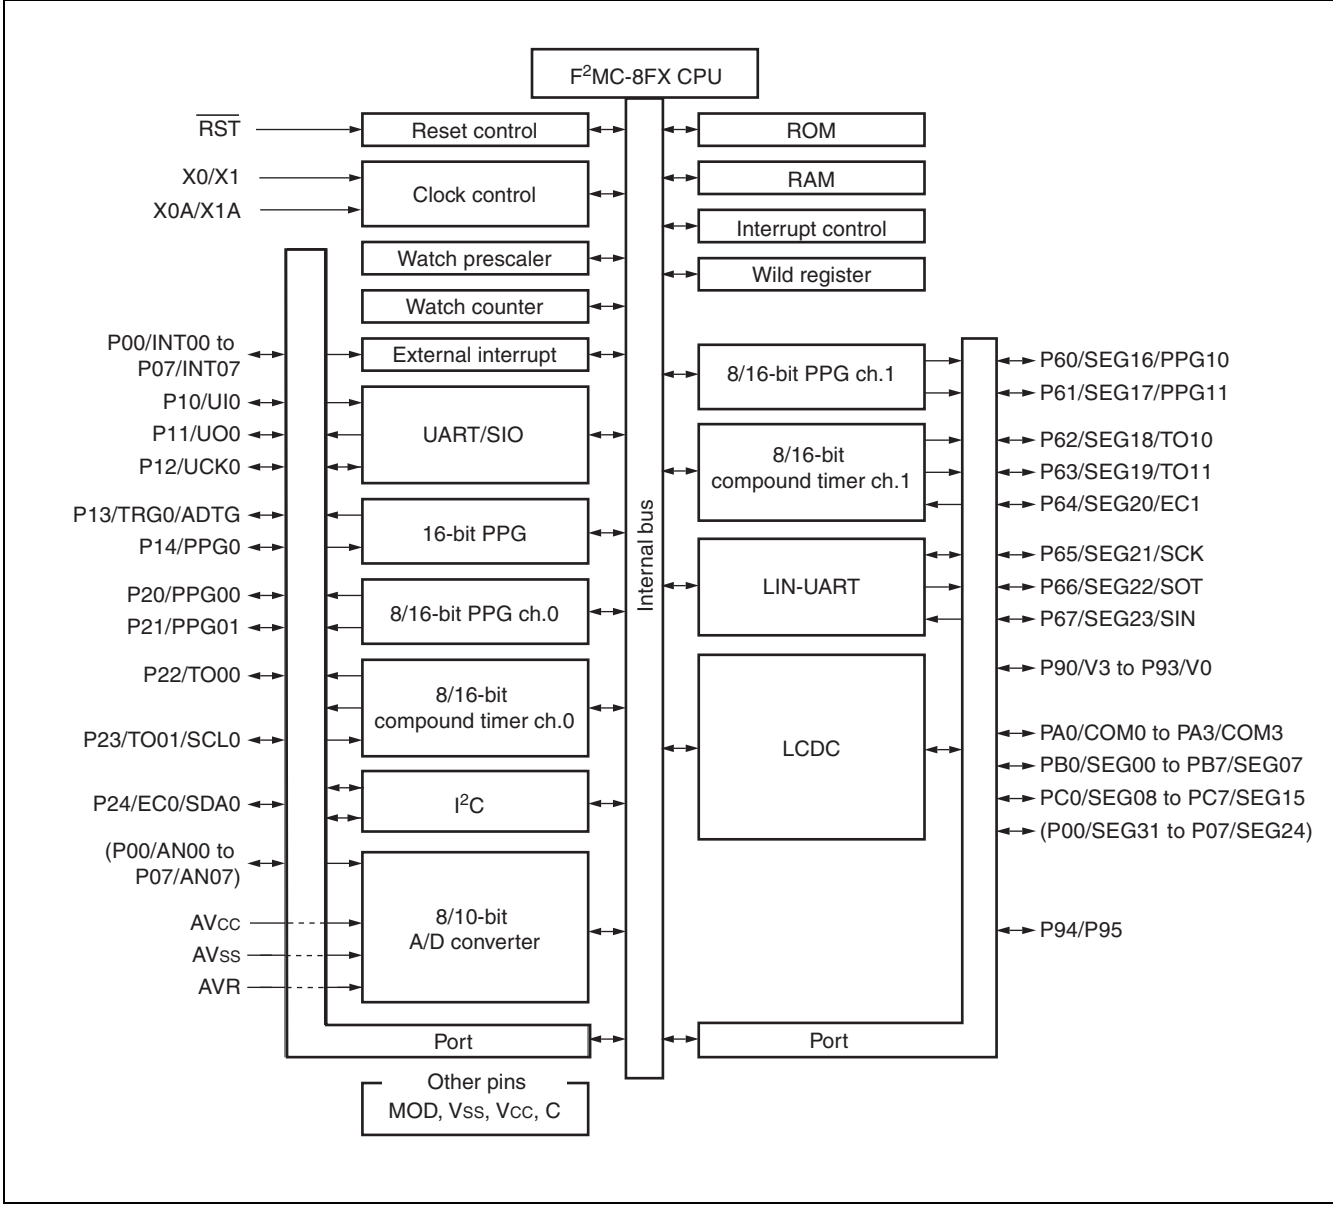 F²MC-8FX CPU
RST
Reset control
ROM
X0/X1
X0A/X1A
Clock control
RAM
Interrupt control
Watch prescaler
Wild register
Watch counter
P00/INT00 to
P07/INT07
External interrupt
P10/UI0
P11/UO0
P12/UCK0
UART/SIO
P13/TRG0/ADTG
P14/PPG0
16-bit PPG
P20/PPG00
P21/PPG01
8/16-bit PPG ch.0
P22/TO00
P23/TO01/SCL0
8/16-bit
compound timer ch.0
P24/EC0/SDA0
I²C
(P00/AN00 to
P07/AN07)
AVCC
AVSS
AVR
8/10-bit
A/D converter
Port
Other pins
MOD, VSS, VCC, C
Internal bus
8/16-bit PPG ch.1
P60/SEG16/PPG10
P61/SEG17/PPG11
8/16-bit
compound timer ch.1
P62/SEG18/TO10
P63/SEG19/TO11
P64/SEG20/EC1
LIN-UART
P65/SEG21/SCK
P66/SEG22/SOT
P67/SEG23/SIN
LCDC
P90/V3 to P93/V0
PA0/COM0 to PA3/COM3
PB0/SEG00 to PB7/SEG07
PC0/SEG08 to PC7/SEG15
(P00/SEG31 to P07/SEG24)
P94/P95
Port